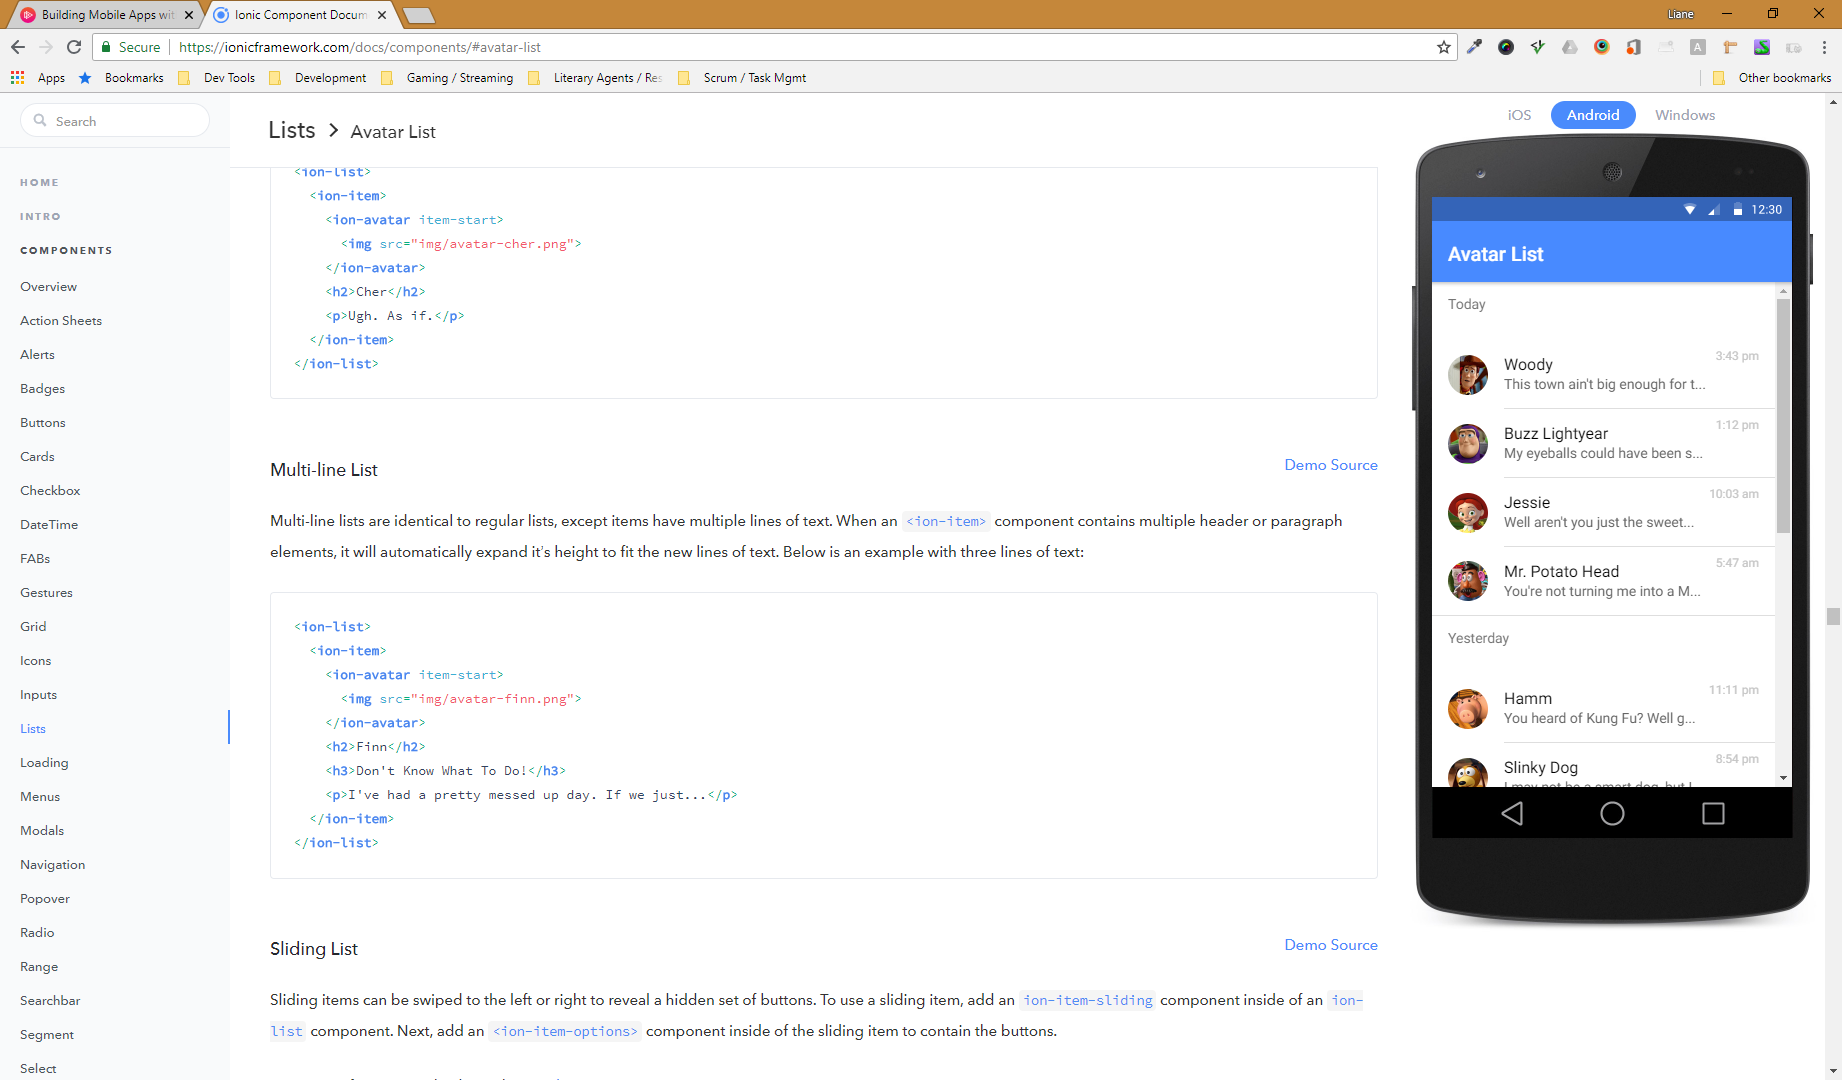 Building Mobile Apps wit
Ionic Component Docum
Liane
Secure
https://ionicframework.com/docs/components/#avatar-list
Apps
Bookmarks
Dev Tools
Development
Gaming / Streaming
Literary Agents / Res
Scrum / Task Mgmt
Other bookmarks
Search
HOME
INTRO
COMPONENTS
Overview
Action Sheets
Alerts
Badges
Buttons
Cards
Checkbox
DateTime
FABs
Gestures
Grid
Icons
Inputs
Lists
Loading
Menus
Modals
Navigation
Popover
Radio
Range
Searchbar
Segment
Select
Lists > Avatar List
<ion-list>
<ion-item>
<ion-avatar item-start>
<img src="img/avatar-cher.png">
</ion-avatar>
<h2>Cher</h2>
<p>Ugh. As if.</p>
</ion-item>
</ion-list>
Multi-line List
Demo Source
Multi-line lists are identical to regular lists, except items have multiple lines of text. When an <ion-item> component contains multiple header or paragraph
elements, it will automatically expand it's height to fit the new lines of text. Below is an example with three lines of text:
<ion-list>
<ion-item>
<ion-avatar item-start>
<img src="img/avatar-finn.png">
</ion-avatar>
<h2>Finn</h2>
<h3>Don't Know What To Do!</h3>
<p>I've had a pretty messed up day. If we just...</p>
</ion-item>
</ion-list>
Sliding List
Demo Source
Sliding items can be swiped to the left or right to reveal a hidden set of buttons. To use a sliding item, add an ion-item-sliding component inside of an ion-
list component. Next, add an <ion-item-options> component inside of the sliding item to contain the buttons.
iOS
Android
Windows
12:30
Avatar List
Today
Woody
3:43 pm
This town ain't big enough for t...
Buzz Lightyear
1:12 pm
My eyeballs could have been s...
Jessie
10:03 am
Well aren't you just the sweet...
Mr. Potato Head
5:47 am
You're not turning me into a M...
Yesterday
Hamm
11:11 pm
You heard of Kung Fu? Well g...
Slinky Dog
8:54 pm
I may not be a smart dog, but I